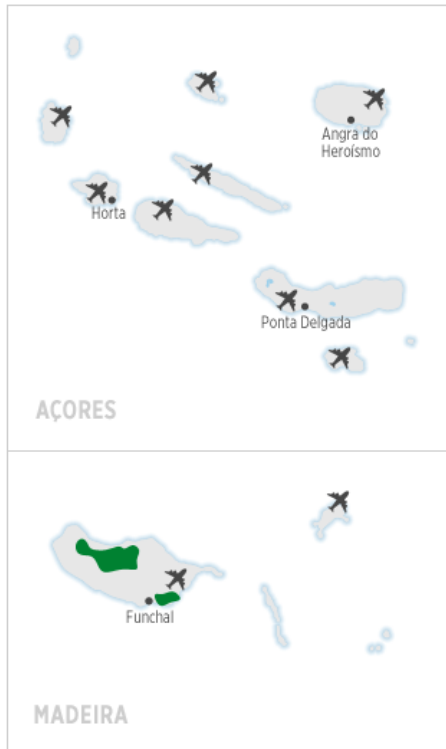 Angra do
Heroísmo
Horta
Ponta Delgada
AÇORES
Funchal
MADEIRA